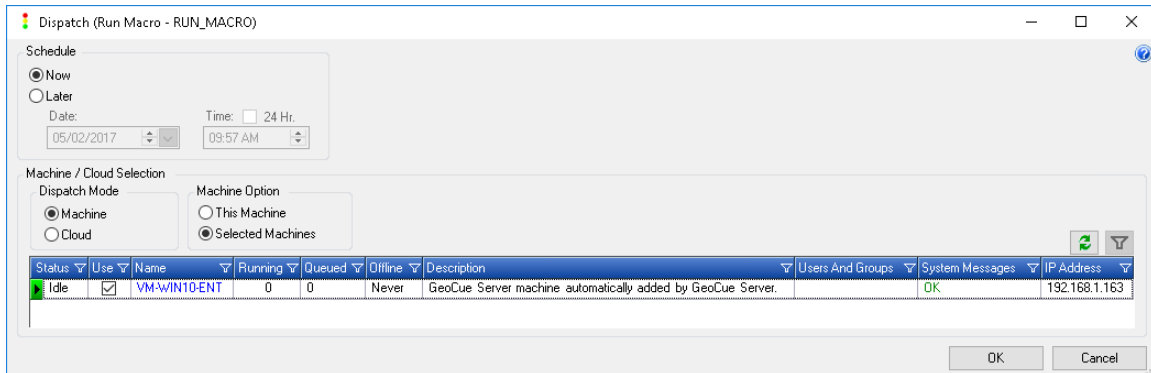 Dispatch (Run Macro - RUN_MACRO)
Schedule
Now
Later
Date: Time: 24 Hr.
05/02/2017 09:57 AM
Machine / Cloud Selection
Dispatch Mode Machine Option
Machine This Machine
Cloud Selected Machines
Status Use Name Running Queued Offline Description Users And Groups System Messages IP Address
Idle VM-WIN10-ENT 0 0 Never GeoCue Server machine automatically added by GeoCue Server. OK 192.168.1.163
OK Cancel